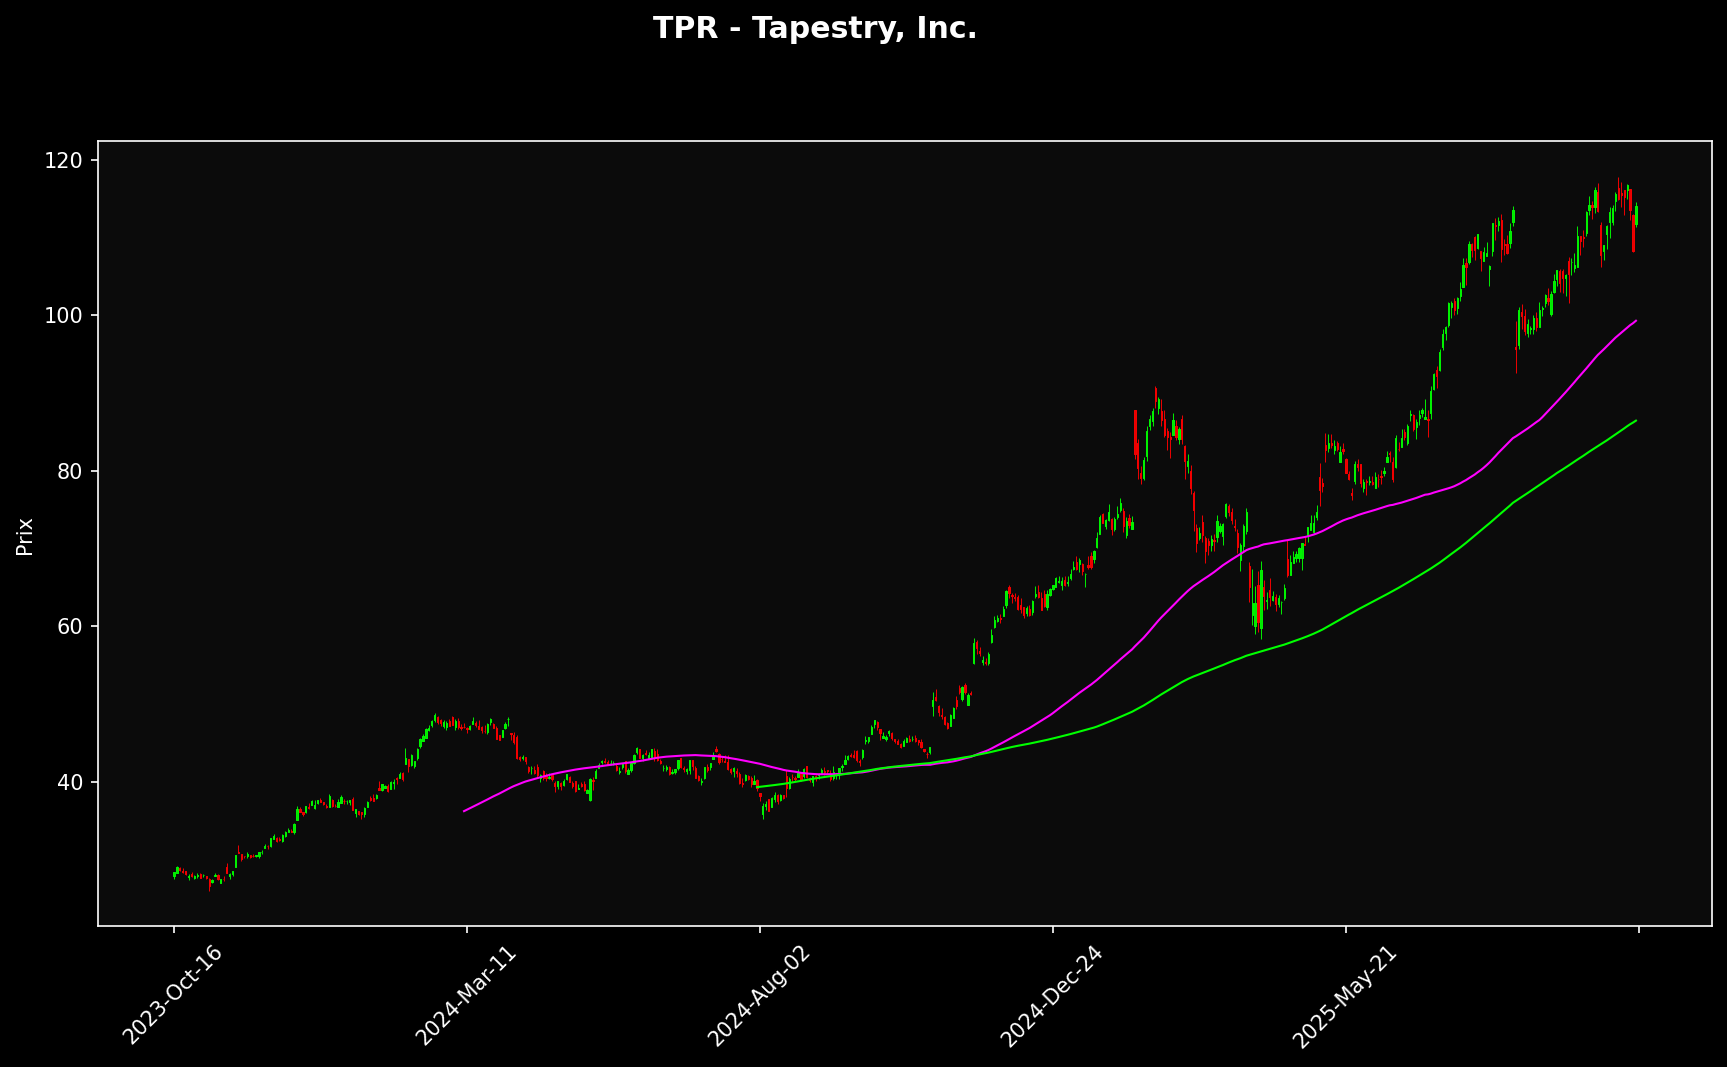 TPR - Tapestry, Inc.
120
100
80
60
40
Prix
2023-Oct-16
2024-Mar-11
2024-Aug-02
2024-Dec-24
2025-May-21